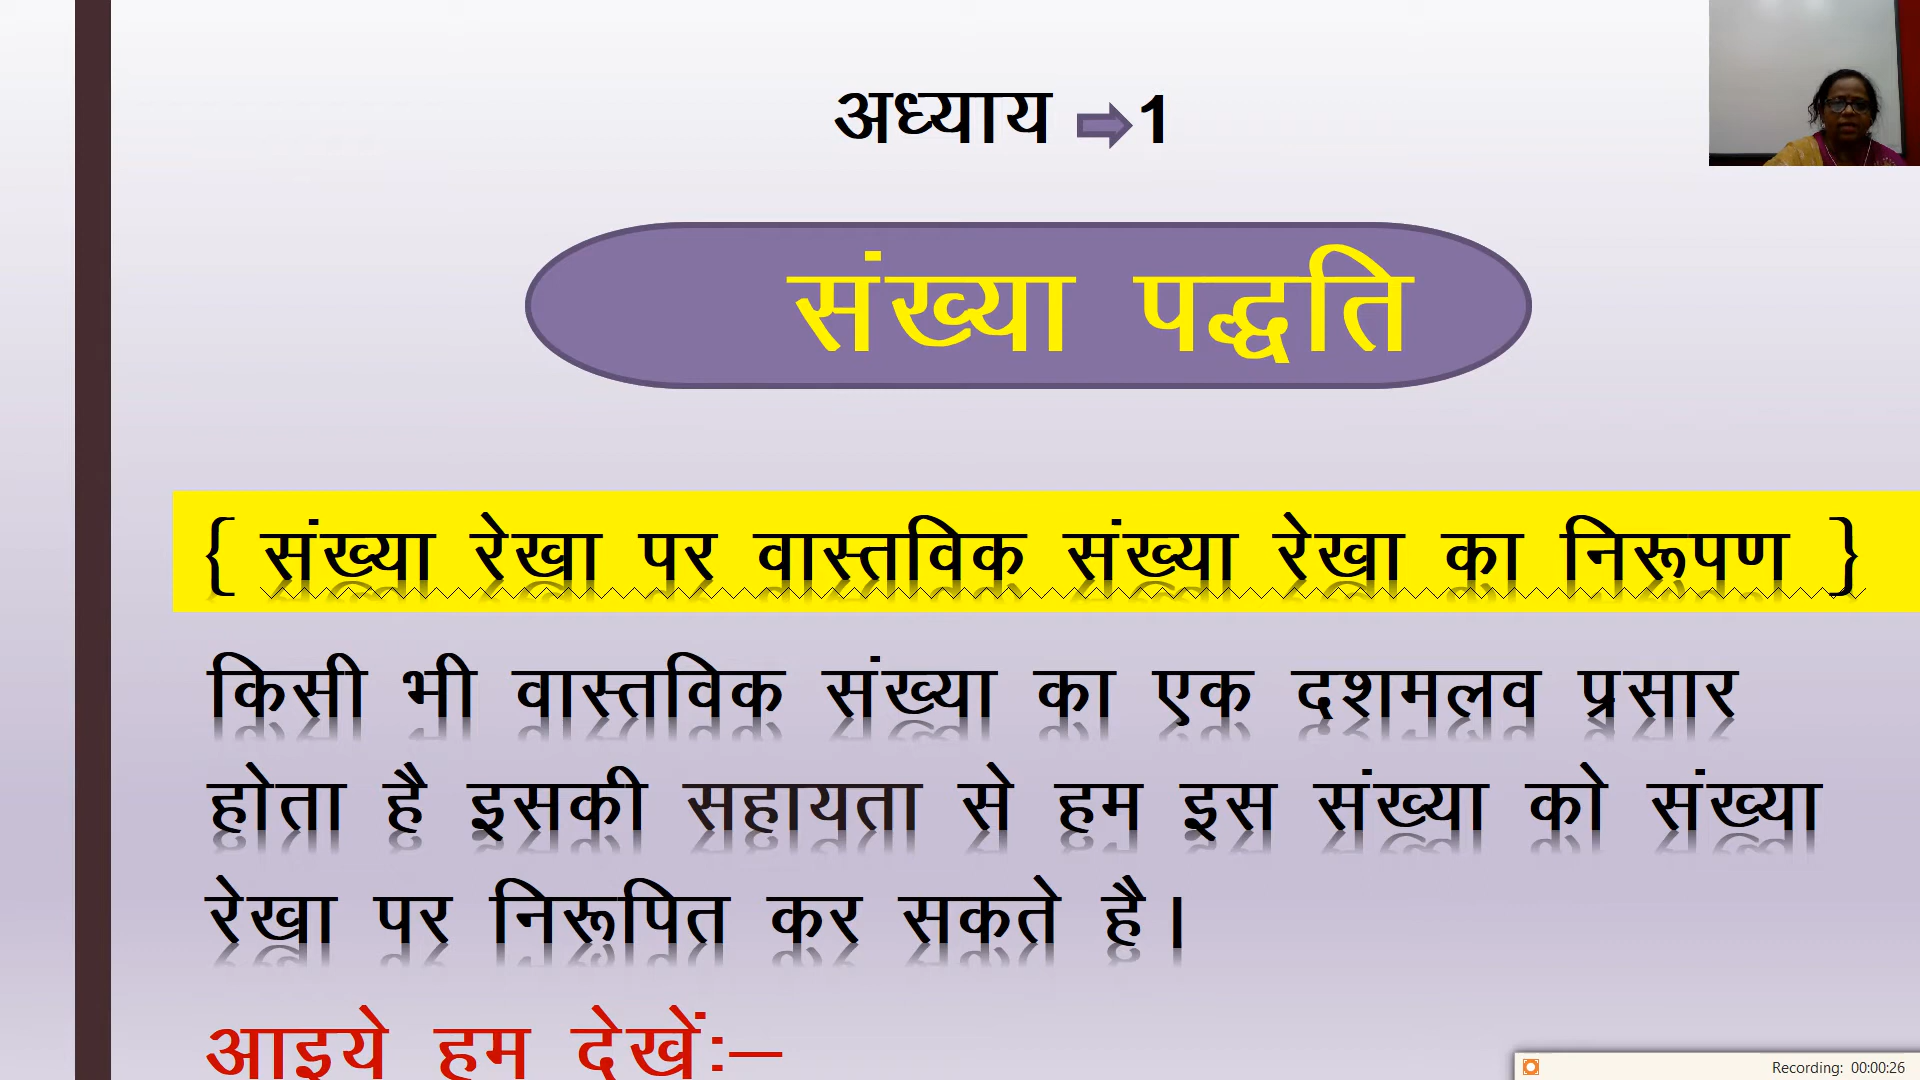 अध्याय ➡1
संख्या पद्धति
{ संख्या रेखा पर वास्तविक संख्या रेखा का निरूपण }
किसी भी वास्तविक संख्या का एक दशमलव प्रसार
होता है इसकी सहायता से हम इस संख्या को संख्या
रेखा पर निरूपित कर सकते है।
आइये हम देखें:–
Recording: 00:00:26